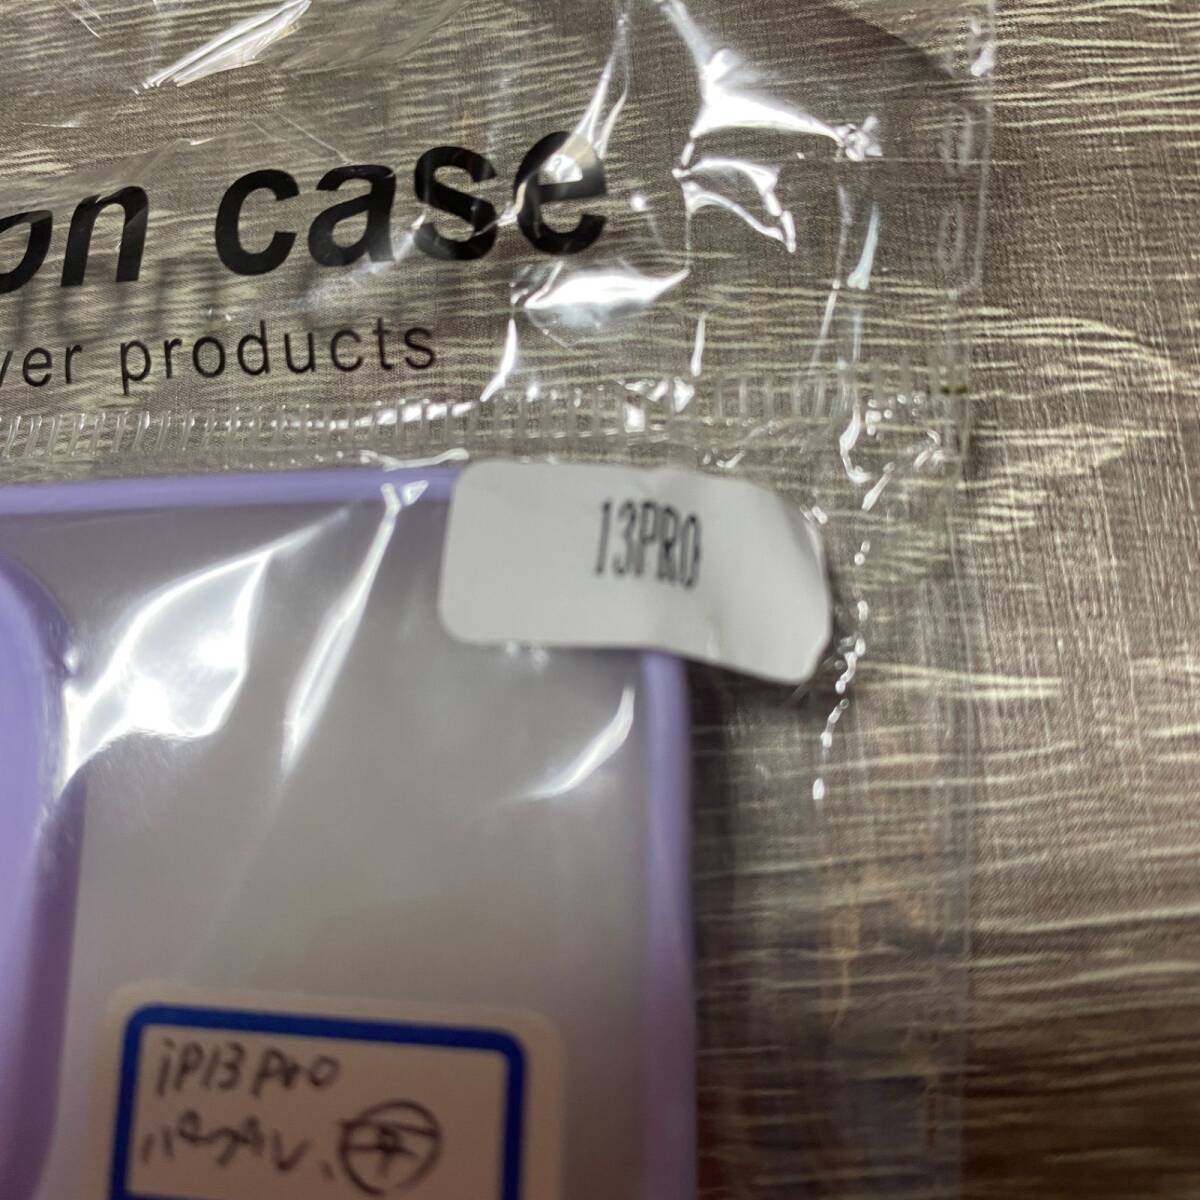 on case
ver products
13PRO
iP13 Pro
パープル、